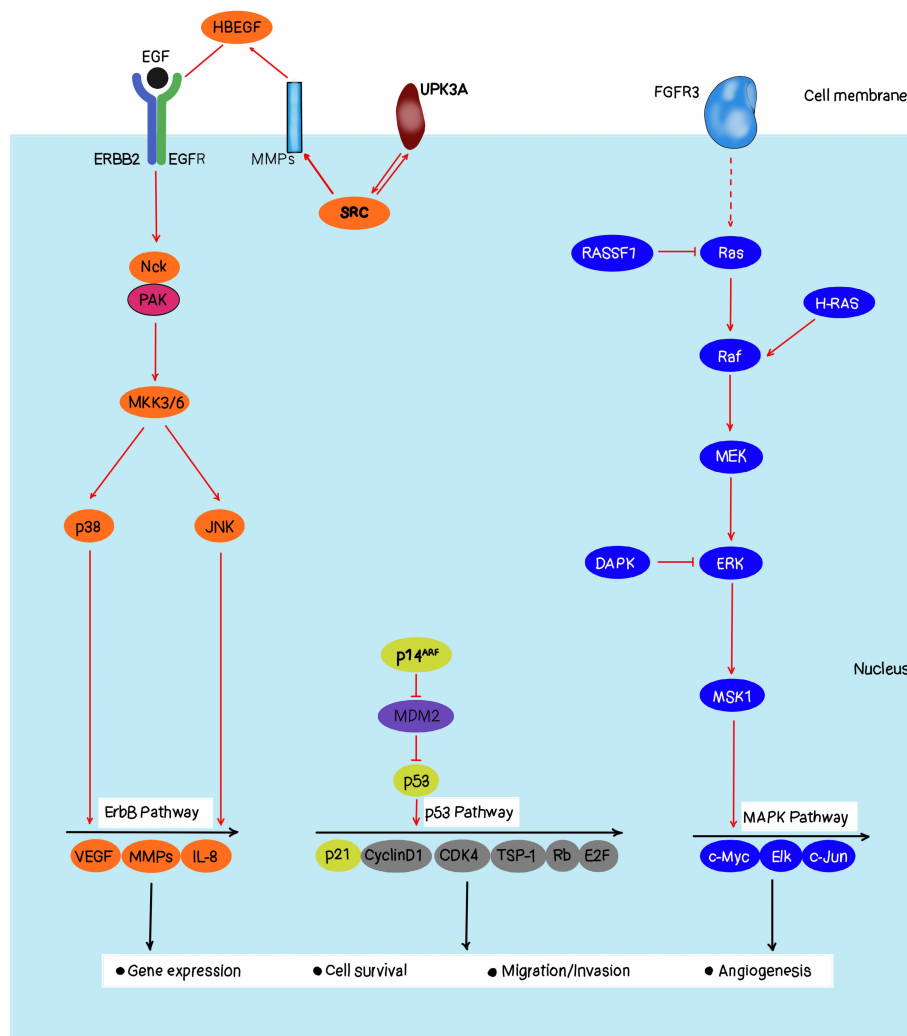 HBEGF
EGF
UPK3A
FGFR3
Cell membrane
ERBB2
EGFR
MMPs
SRC
RASSF1
Ras
Nck
PAK
H-RAS
Raf
MKK3/6
MEK
p38
JNK
DAPK
ERK
p14ARF
Nucleus
MSK1
MDM2
p53
ErbB Pathway
p53 Pathway
MAPK Pathway
VEGF MMPs IL-8
p21 CyclinD1 CDK4 TSP-1 Rb E2F
c-Myc Elk c-Jun
● Gene expression
● Cell survival
● Migration/Invasion
● Angiogenesis